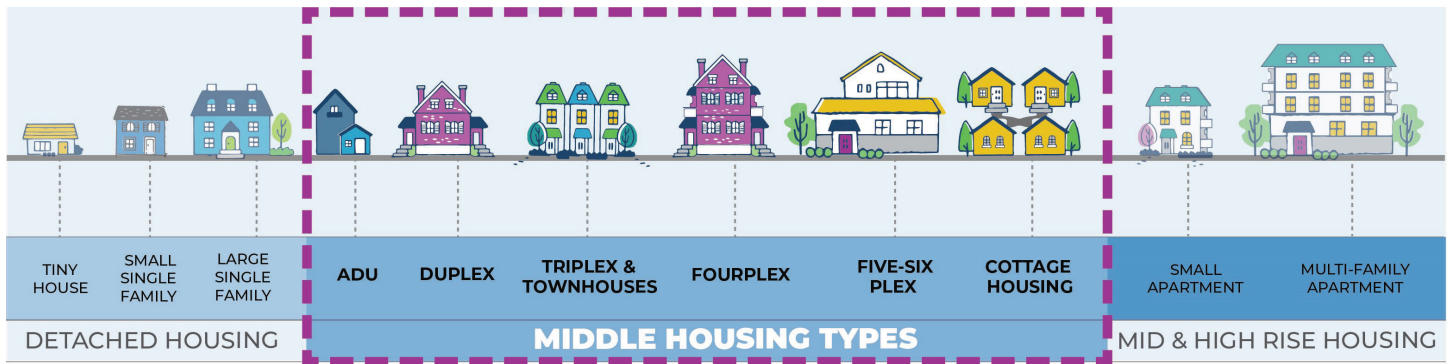 TINY
HOUSE
SMALL
SINGLE
FAMILY
LARGE
SINGLE
FAMILY
ADU
DUPLEX
TRIPLEX &
TOWNHOUSES
FOURPLEX
FIVE-SIX
PLEX
COTTAGE
HOUSING
SMALL
APARTMENT
MULTI-FAMILY
APARTMENT
DETACHED HOUSING
MIDDLE HOUSING TYPES
MID & HIGH RISE HOUSING